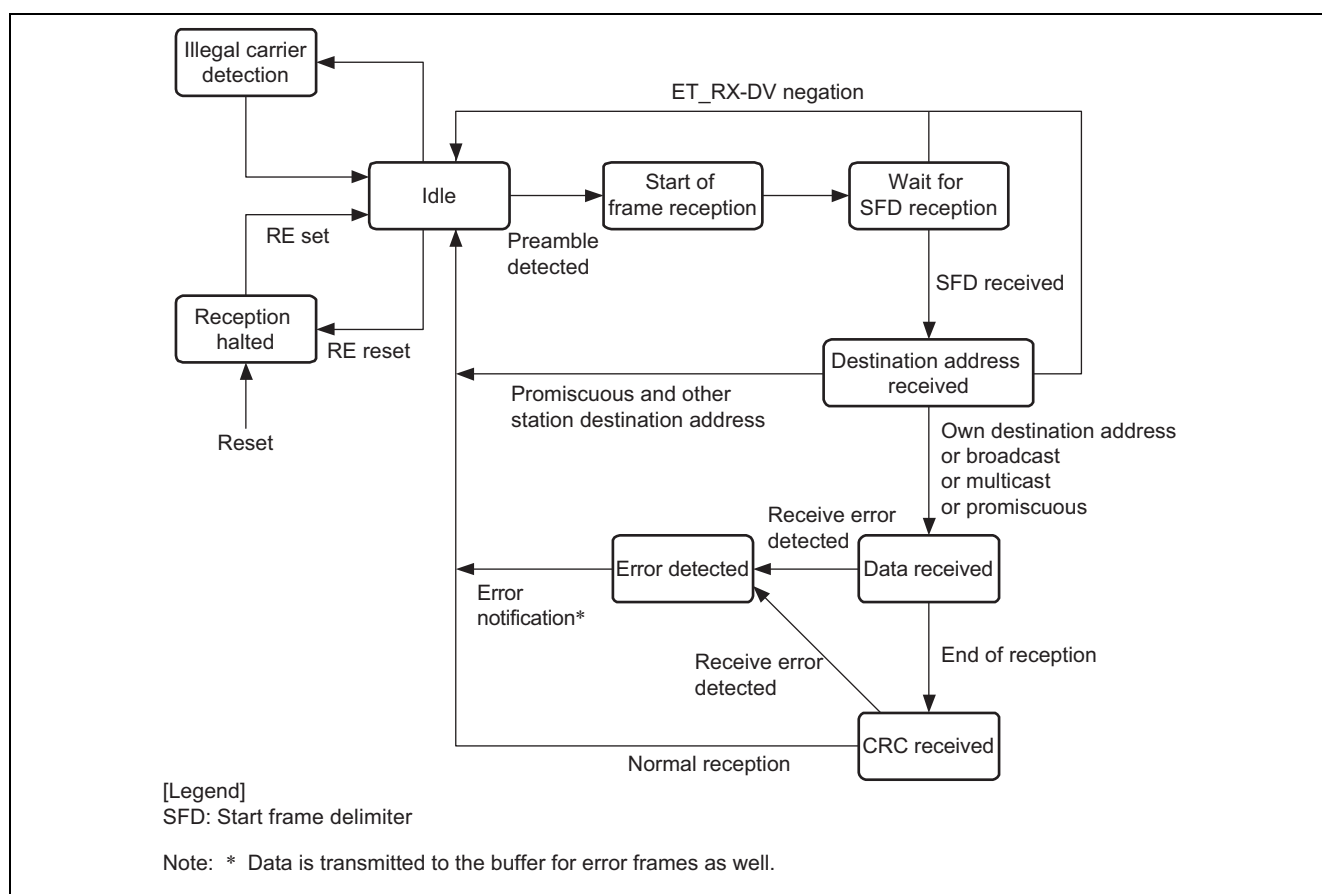 Illegal carrier
detection
ET_RX-DV negation
Idle
Start of
frame reception
Wait for
SFD reception
RE set
Preamble
detected
SFD received
Reception
halted
RE reset
Destination address
received
Promiscuous and other
station destination address
Reset
Own destination address
or broadcast
or multicast
or promiscuous
Receive error
detected
Error detected
Data received
Error
notification*
End of reception
Receive error
detected
CRC received
Normal reception
[Legend]
SFD: Start frame delimiter
Note: * Data is transmitted to the buffer for error frames as well.